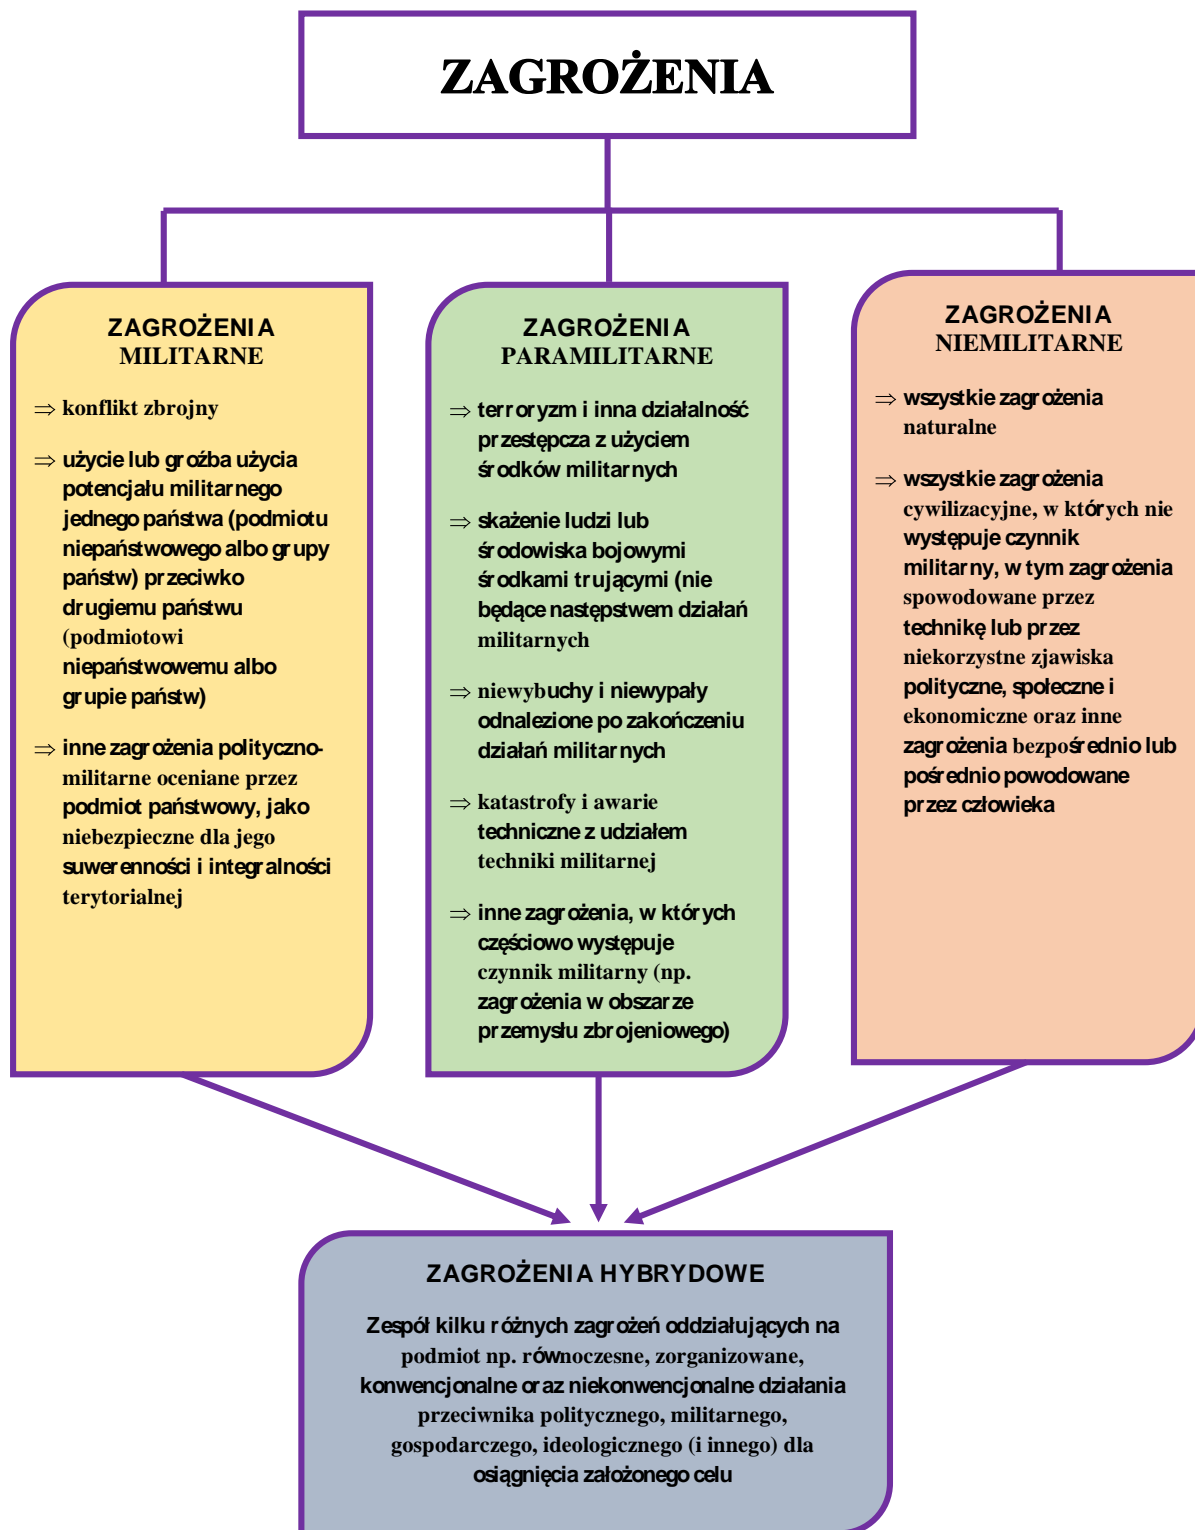 ZAGROŻENIA
ZAGROŻENIA
MILITARNE
⇒ konflikt zbrojny
⇒ użycie lub groźba użycia
potencjału militarnego
jednego państwa (podmiotu
niepaństwowego albo grupy
państw) przeciwko
drugiemu państwu
(podmiotowi
niepaństwowemu albo
grupie państw)
⇒ inne zagrożenia polityczno-
militarne oceniane przez
podmiot państwowy, jako
niebezpieczne dla jego
suwerenności i integralności
terytorialnej
ZAGROŻENIA
PARAMILITARNE
⇒ terroryzm i inna działalność
przestępcza z użyciem
środków militarnych
⇒ skażenie ludzi lub
środowiska bojowymi
środkami trującymi (nie
będące następstwem działań
militarnych
⇒ niewybuchy i niewypały
odnalezione po zakończeniu
działań militarnych
⇒ katastrofy i awarie
techniczne z udziałem
techniki militarnej
⇒ inne zagrożenia, w których
częściowo występuje
czynnik militarny (np.
zagrożenia w obszarze
przemysłu zbrojeniowego)
ZAGROŻENIA
NIEMILITARNE
⇒ wszystkie zagrożenia
naturalne
⇒ wszystkie zagrożenia
cywilizacyjne, w których nie
występuje czynnik
militarny, w tym zagrożenia
spowodowane przez
technikę lub przez
niekorzystne zjawiska
polityczne, społeczne i
ekonomiczne oraz inne
zagrożenia bezpośrednio lub
pośrednio powodowane
przez człowieka
ZAGROŻENIA HYBRYDOWE
Zespół kilku różnych zagrożeń oddziałujących na
podmiot np. równoczesne, zorganizowane,
konwencjonalne oraz niekonwencjonalne działania
przeciwnika politycznego, militarnego,
gospodarczego, ideologicznego (i innego) dla
osiągnięcia założonego celu